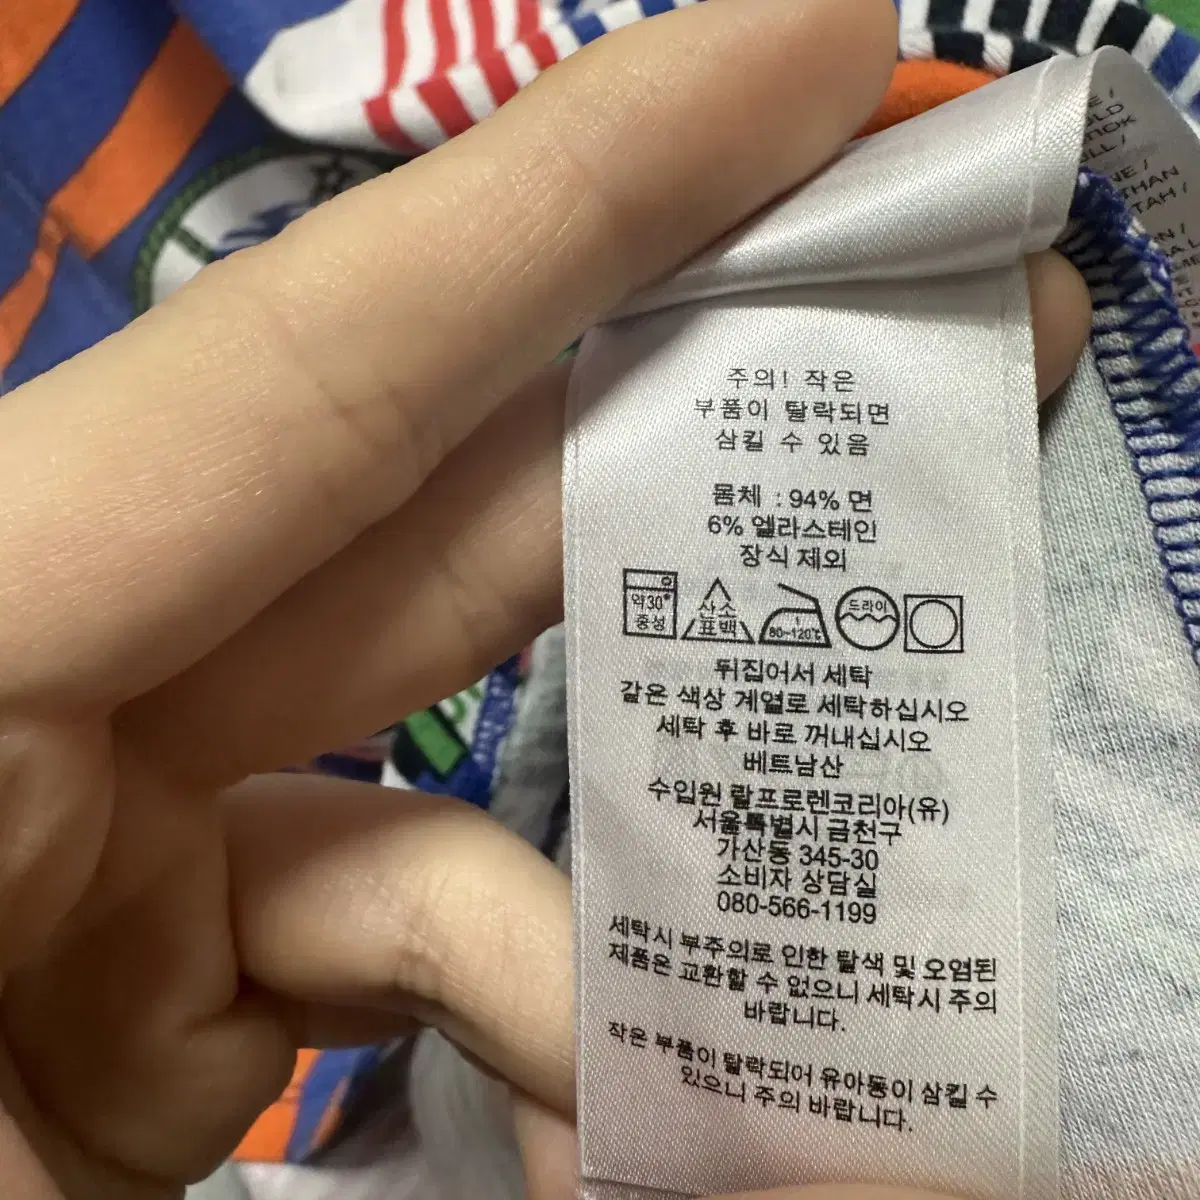 주의! 작은
부품이 탈락되면
삼킬 수 있음
몸체 : 94% 면
6% 엘라스테인
장식 제외
약30°
중성
산소
표백
80~120℃
드라이
뒤집어서 세탁
같은 색상 계열로 세탁하십시오
세탁 후 바로 꺼내십시오
베트남산
수입원 랄프로렌코리아(유)
서울특별시 금천구
가산동 345-30
소비자 상담실
080-566-1199
세탁시 부주의로 인한 탈색 및 오염된
제품은 교환할 수 없으니 세탁시 주의
바랍니다.
작은 부품이 탈락되어 유아동이 삼킬 수
있으니 주의 바랍니다.